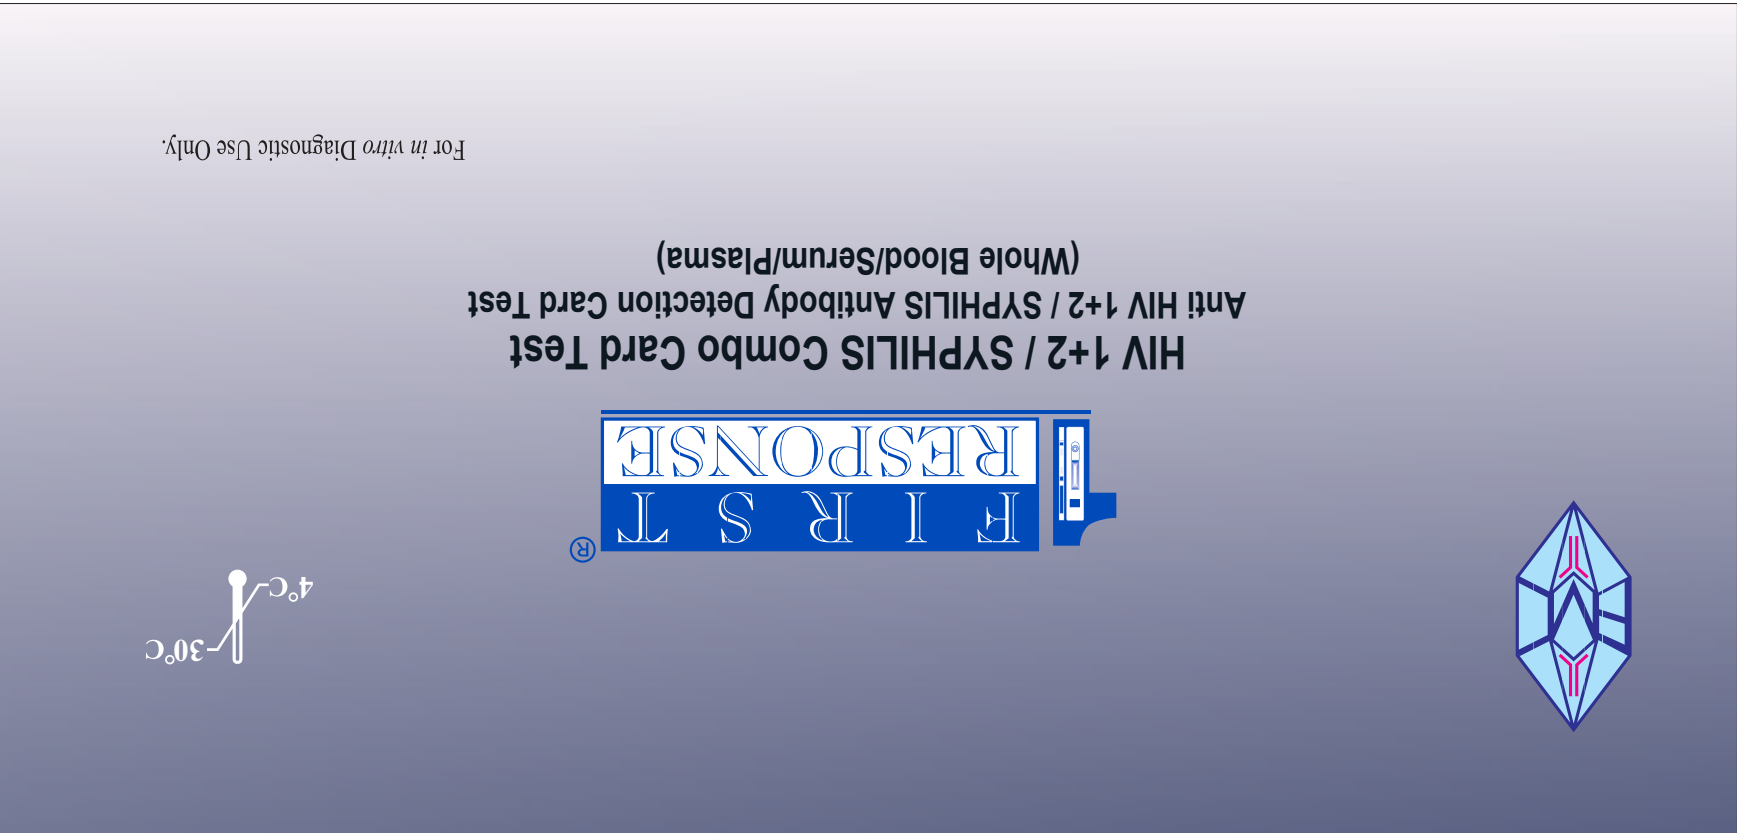 30°C
4°C
®
FIRST
RESPONSE
HIV 1+2 / SYPHILIS Combo Card Test
Anti HIV 1+2 / SYPHILIS Antibody Detection Card Test
(Whole Blood/Serum/Plasma)
For in vitro Diagnostic Use Only.